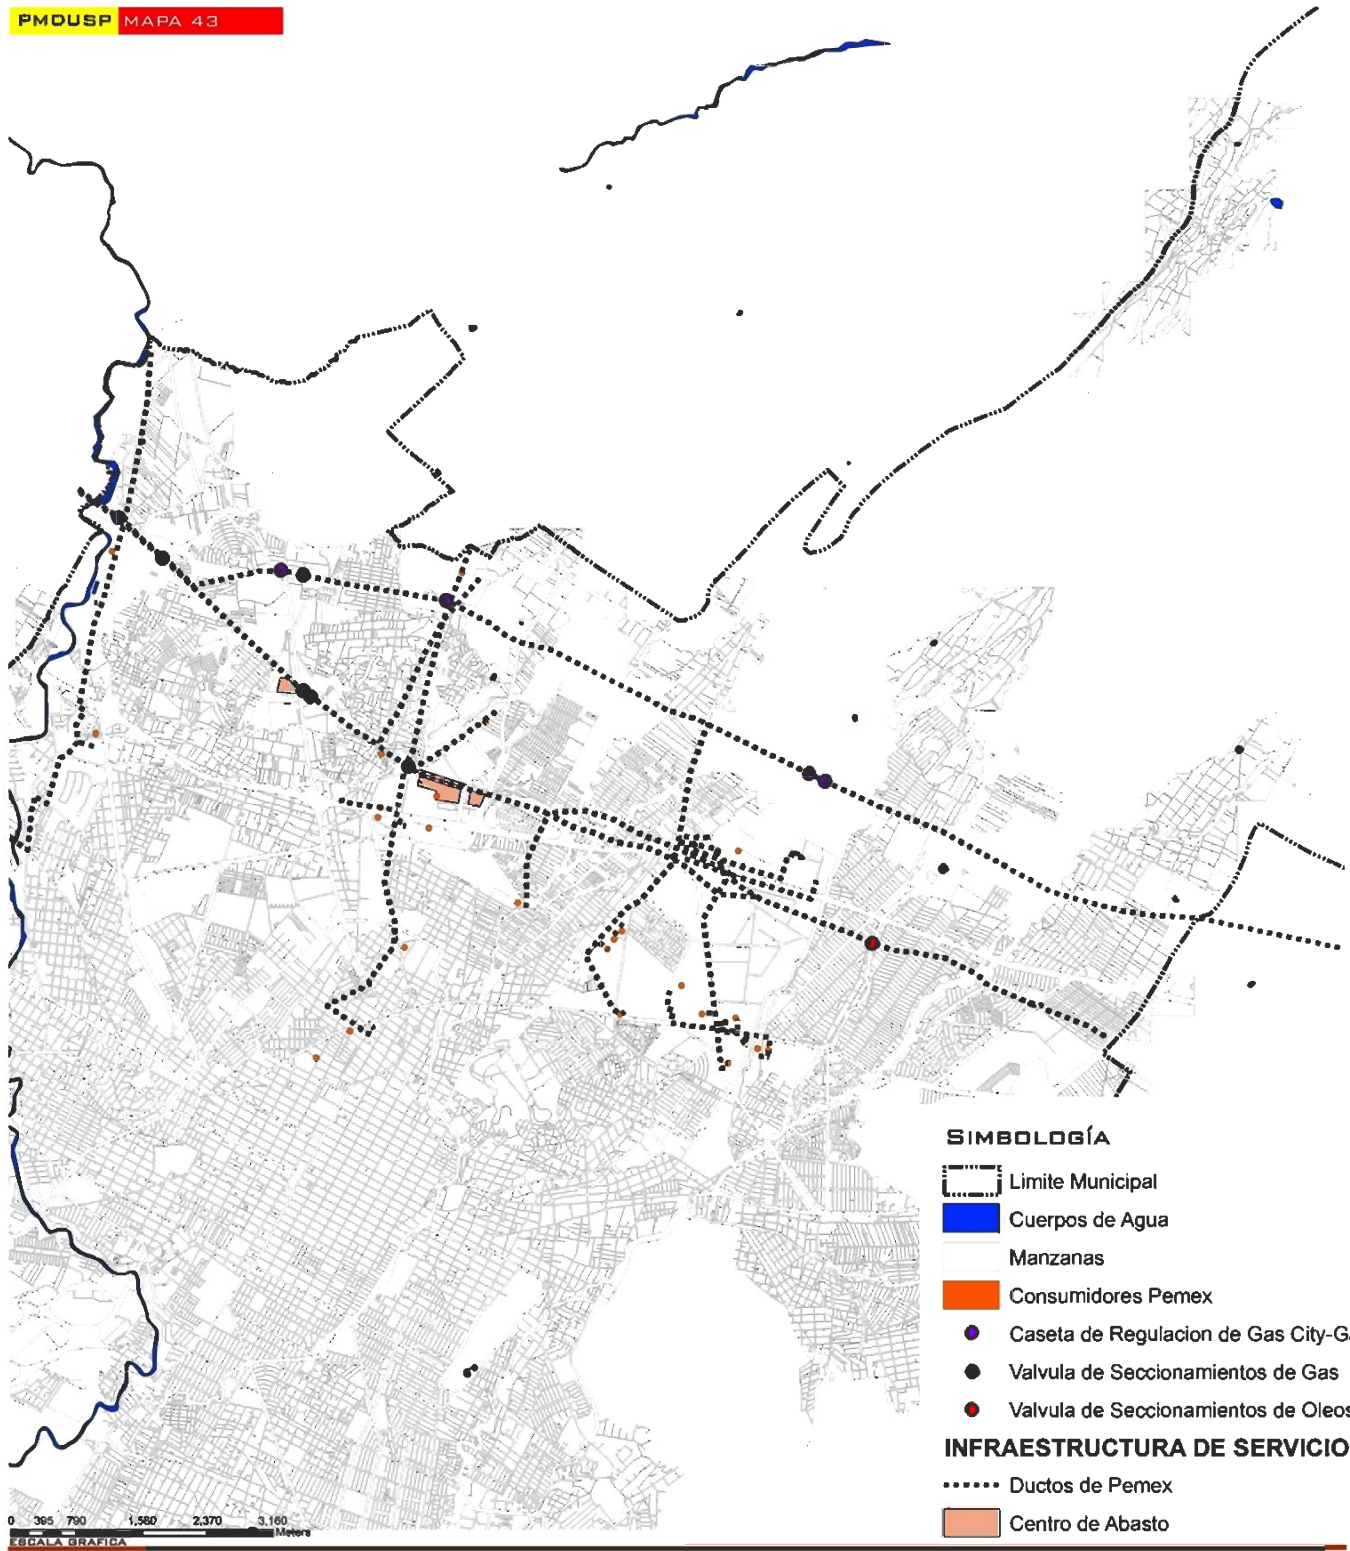 PMDUSP MAPA 43
SIMBOLOGÍA
Limite Municipal
Cuerpos de Agua
Manzanas
Consumidores Pemex
Caseta de Regulacion de Gas City-G
Valvula de Seccionamientos de Gas
Valvula de Seccionamientos de Oleos
INFRAESTRUCTURA DE SERVICIO
Ductos de Pemex
Centro de Abasto
0 395 790 1,580 2,370 3,160
Meters
ESCALA GRAFICA